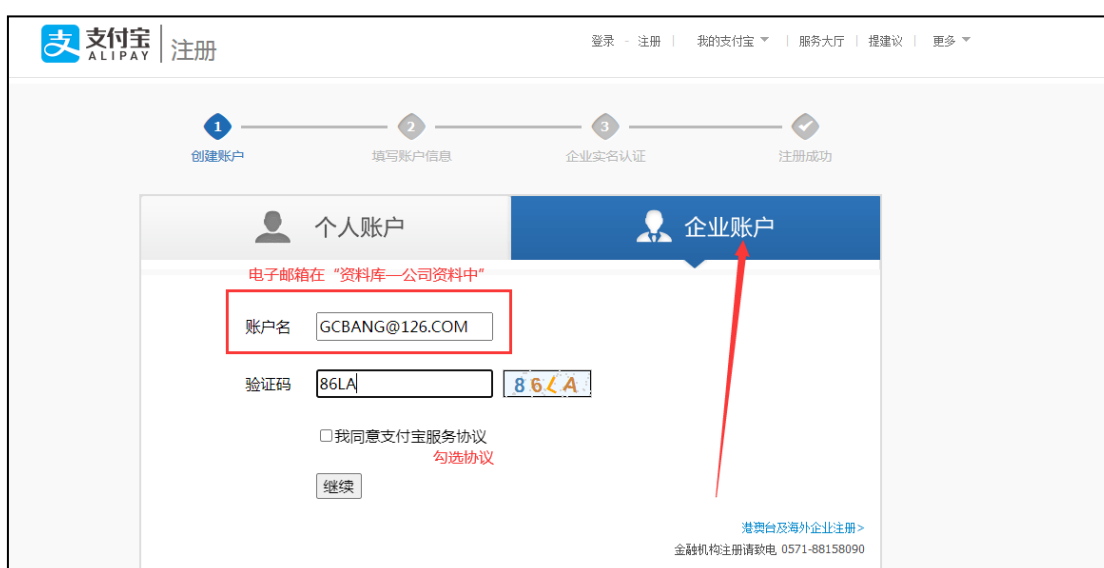 支付宝 ALIPAY 注册
登录 - 注册 | 我的支付宝 | 服务大厅 | 提建议 | 更多
1 2 3
创建账户 填写账户信息 企业实名认证 注册成功
个人账户 企业账户
电子邮箱在“资料库—公司资料中”
账户名 GCBANG@126.COM
验证码 86LA 86LA
我同意支付宝服务协议
勾选协议
继续
港澳台及海外企业注册>
金融机构注册请致电 0571-88158090